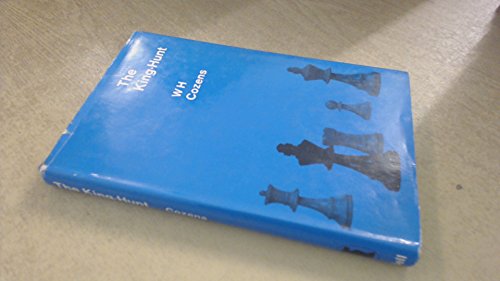 The
King-Hunt
W H
Cozens
The King-Hunt Cozens